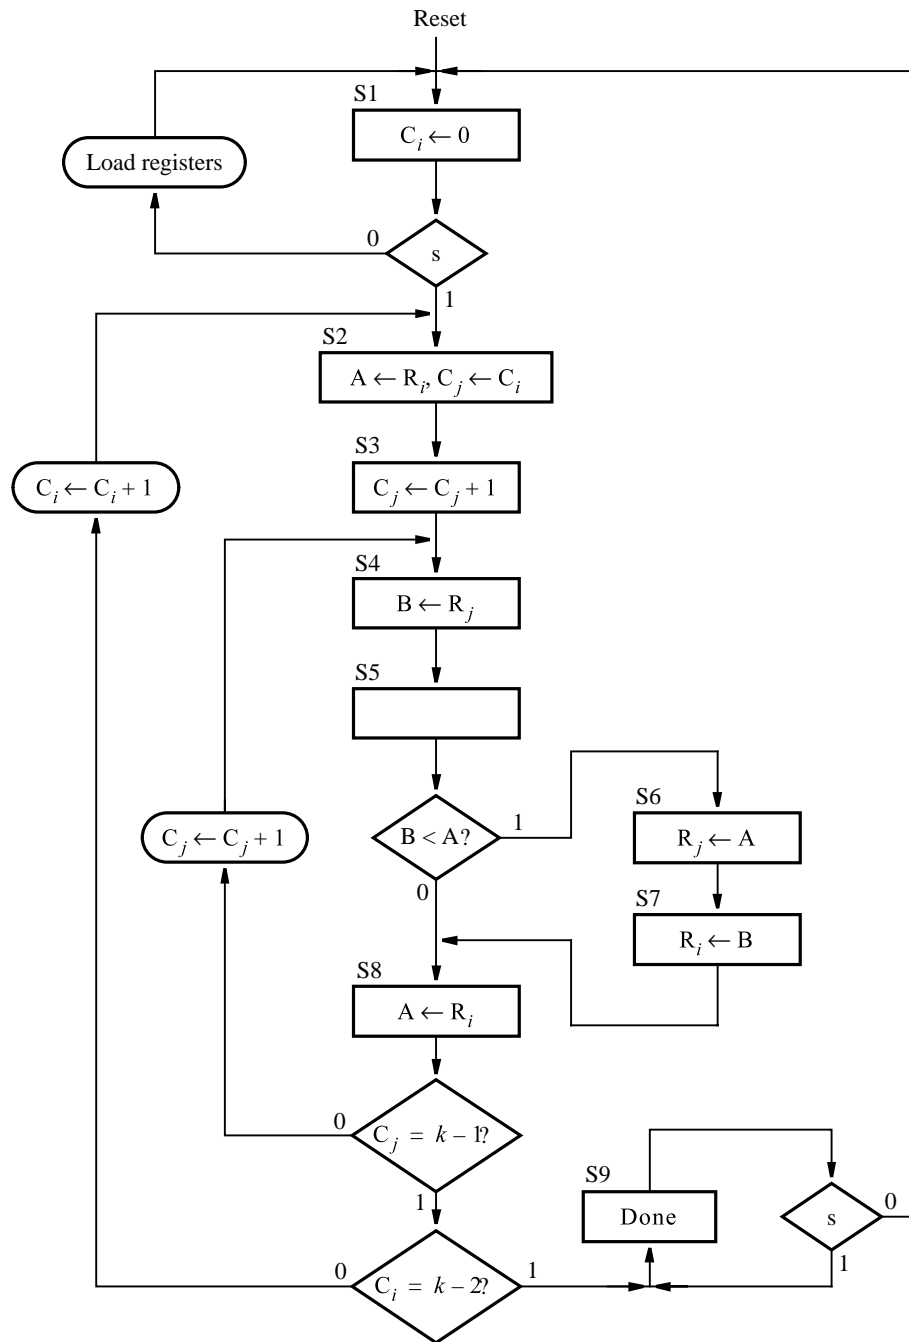 Reset
S1
C_i ← 0
Load registers
0
s
1
S2
A ← R_i, C_j ← C_i
S3
C_i ← C_i + 1
C_j ← C_j + 1
S4
B ← R_j
S5
S6
B < A?
1
C_j ← C_j + 1
R_j ← A
0
S7
R_i ← B
S8
A ← R_i
0
C_j = k – 1?
S9
1
Done
s
0
0
1
1
C_i = k – 2?